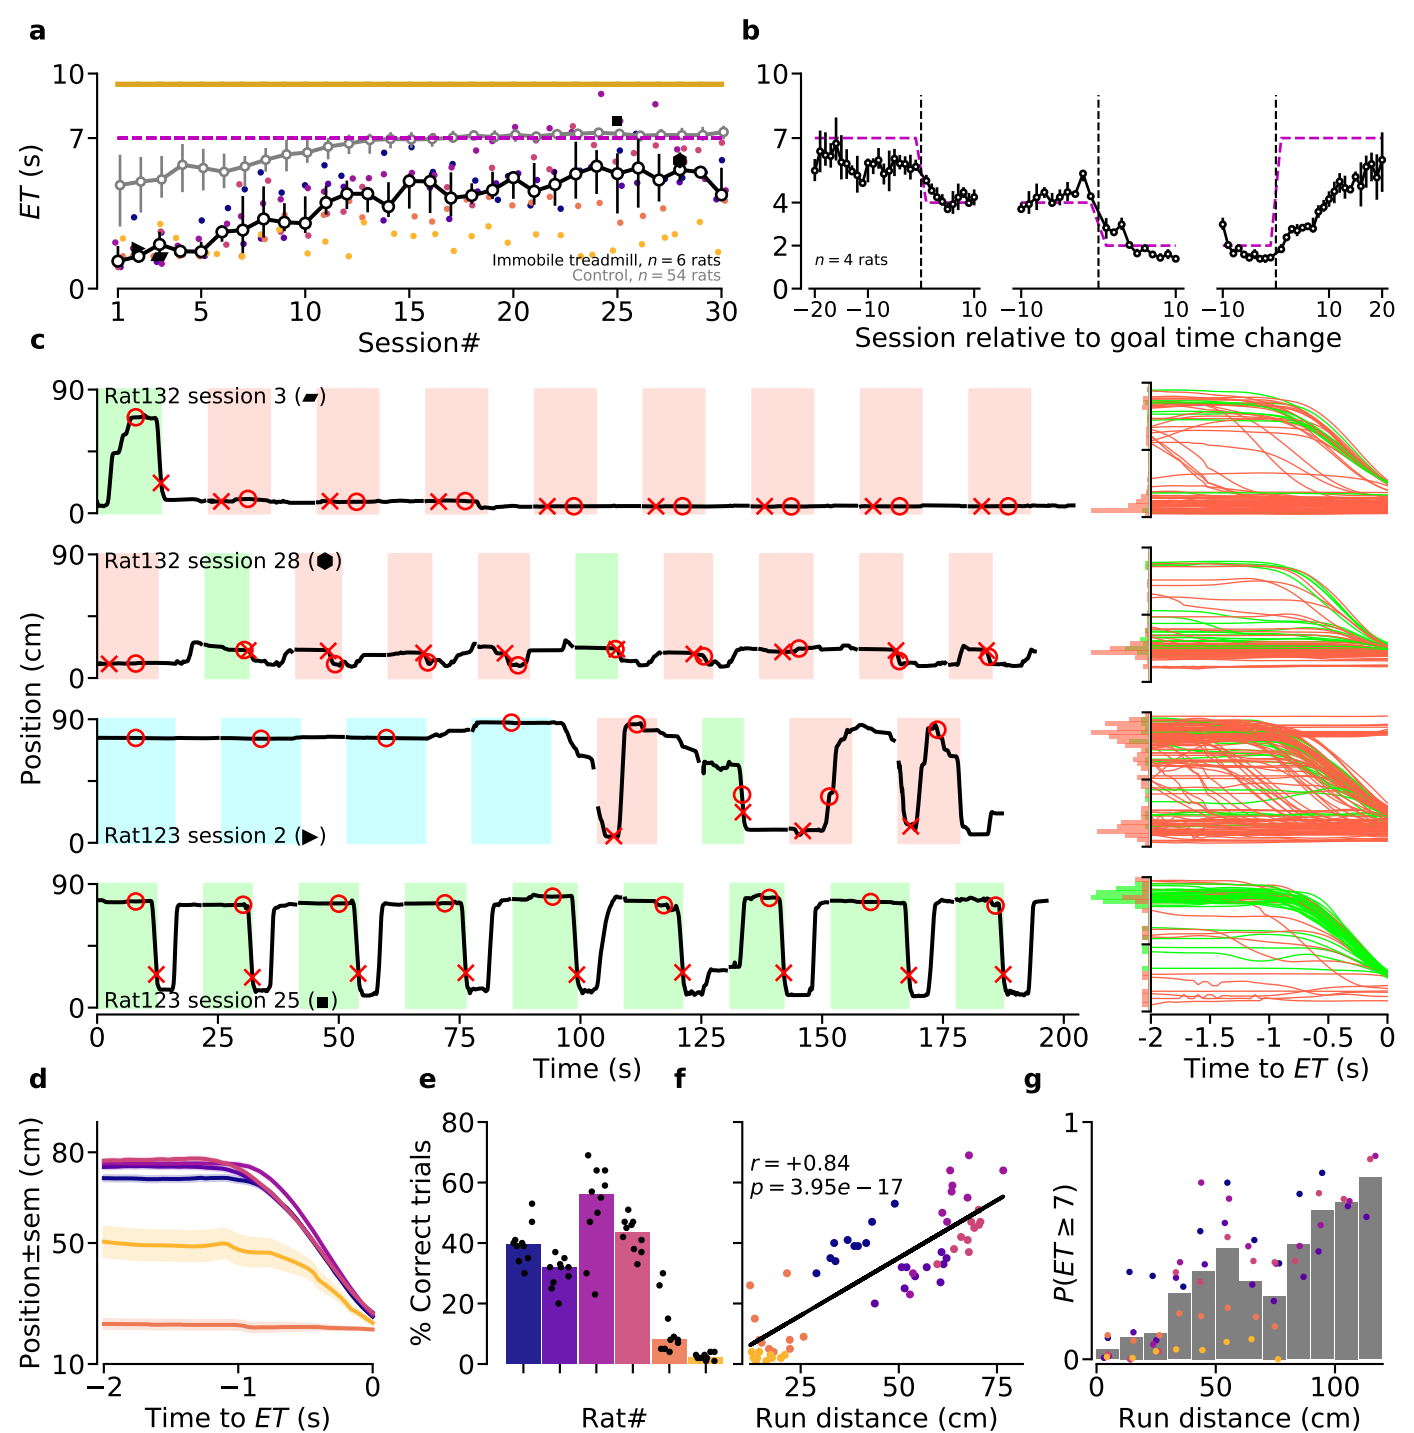 a
10
7
0
ET (s)
1 5 10 15 20 25 30
Session#
Immobile treadmill, n = 6 rats
Control, n = 54 rats
b
10
7
4
2
0
n = 4 rats
−20 −10 0 10
−10 0 10
−10 0 10 20
Session relative to goal time change
c
Position (cm)
90
0
Rat132 session 3 (▰)
90
0
Rat132 session 28 (⬢)
90
0
Rat123 session 2 (▶)
90
0
Rat123 session 25 (■)
0 25 50 75 100 125 150 175 200
Time (s)
-2 -1.5 -1 -0.5 0
Time to ET (s)
d
80
50
10
Position±sem (cm)
−2 −1 0
Time to ET (s)
e
80
60
40
20
0
% Correct trials
Rat#
f
r = +0.84
p = 3.95e − 17
25 50 75
Run distance (cm)
g
1
0
P(ET ≥ 7)
0 50 100
Run distance (cm)